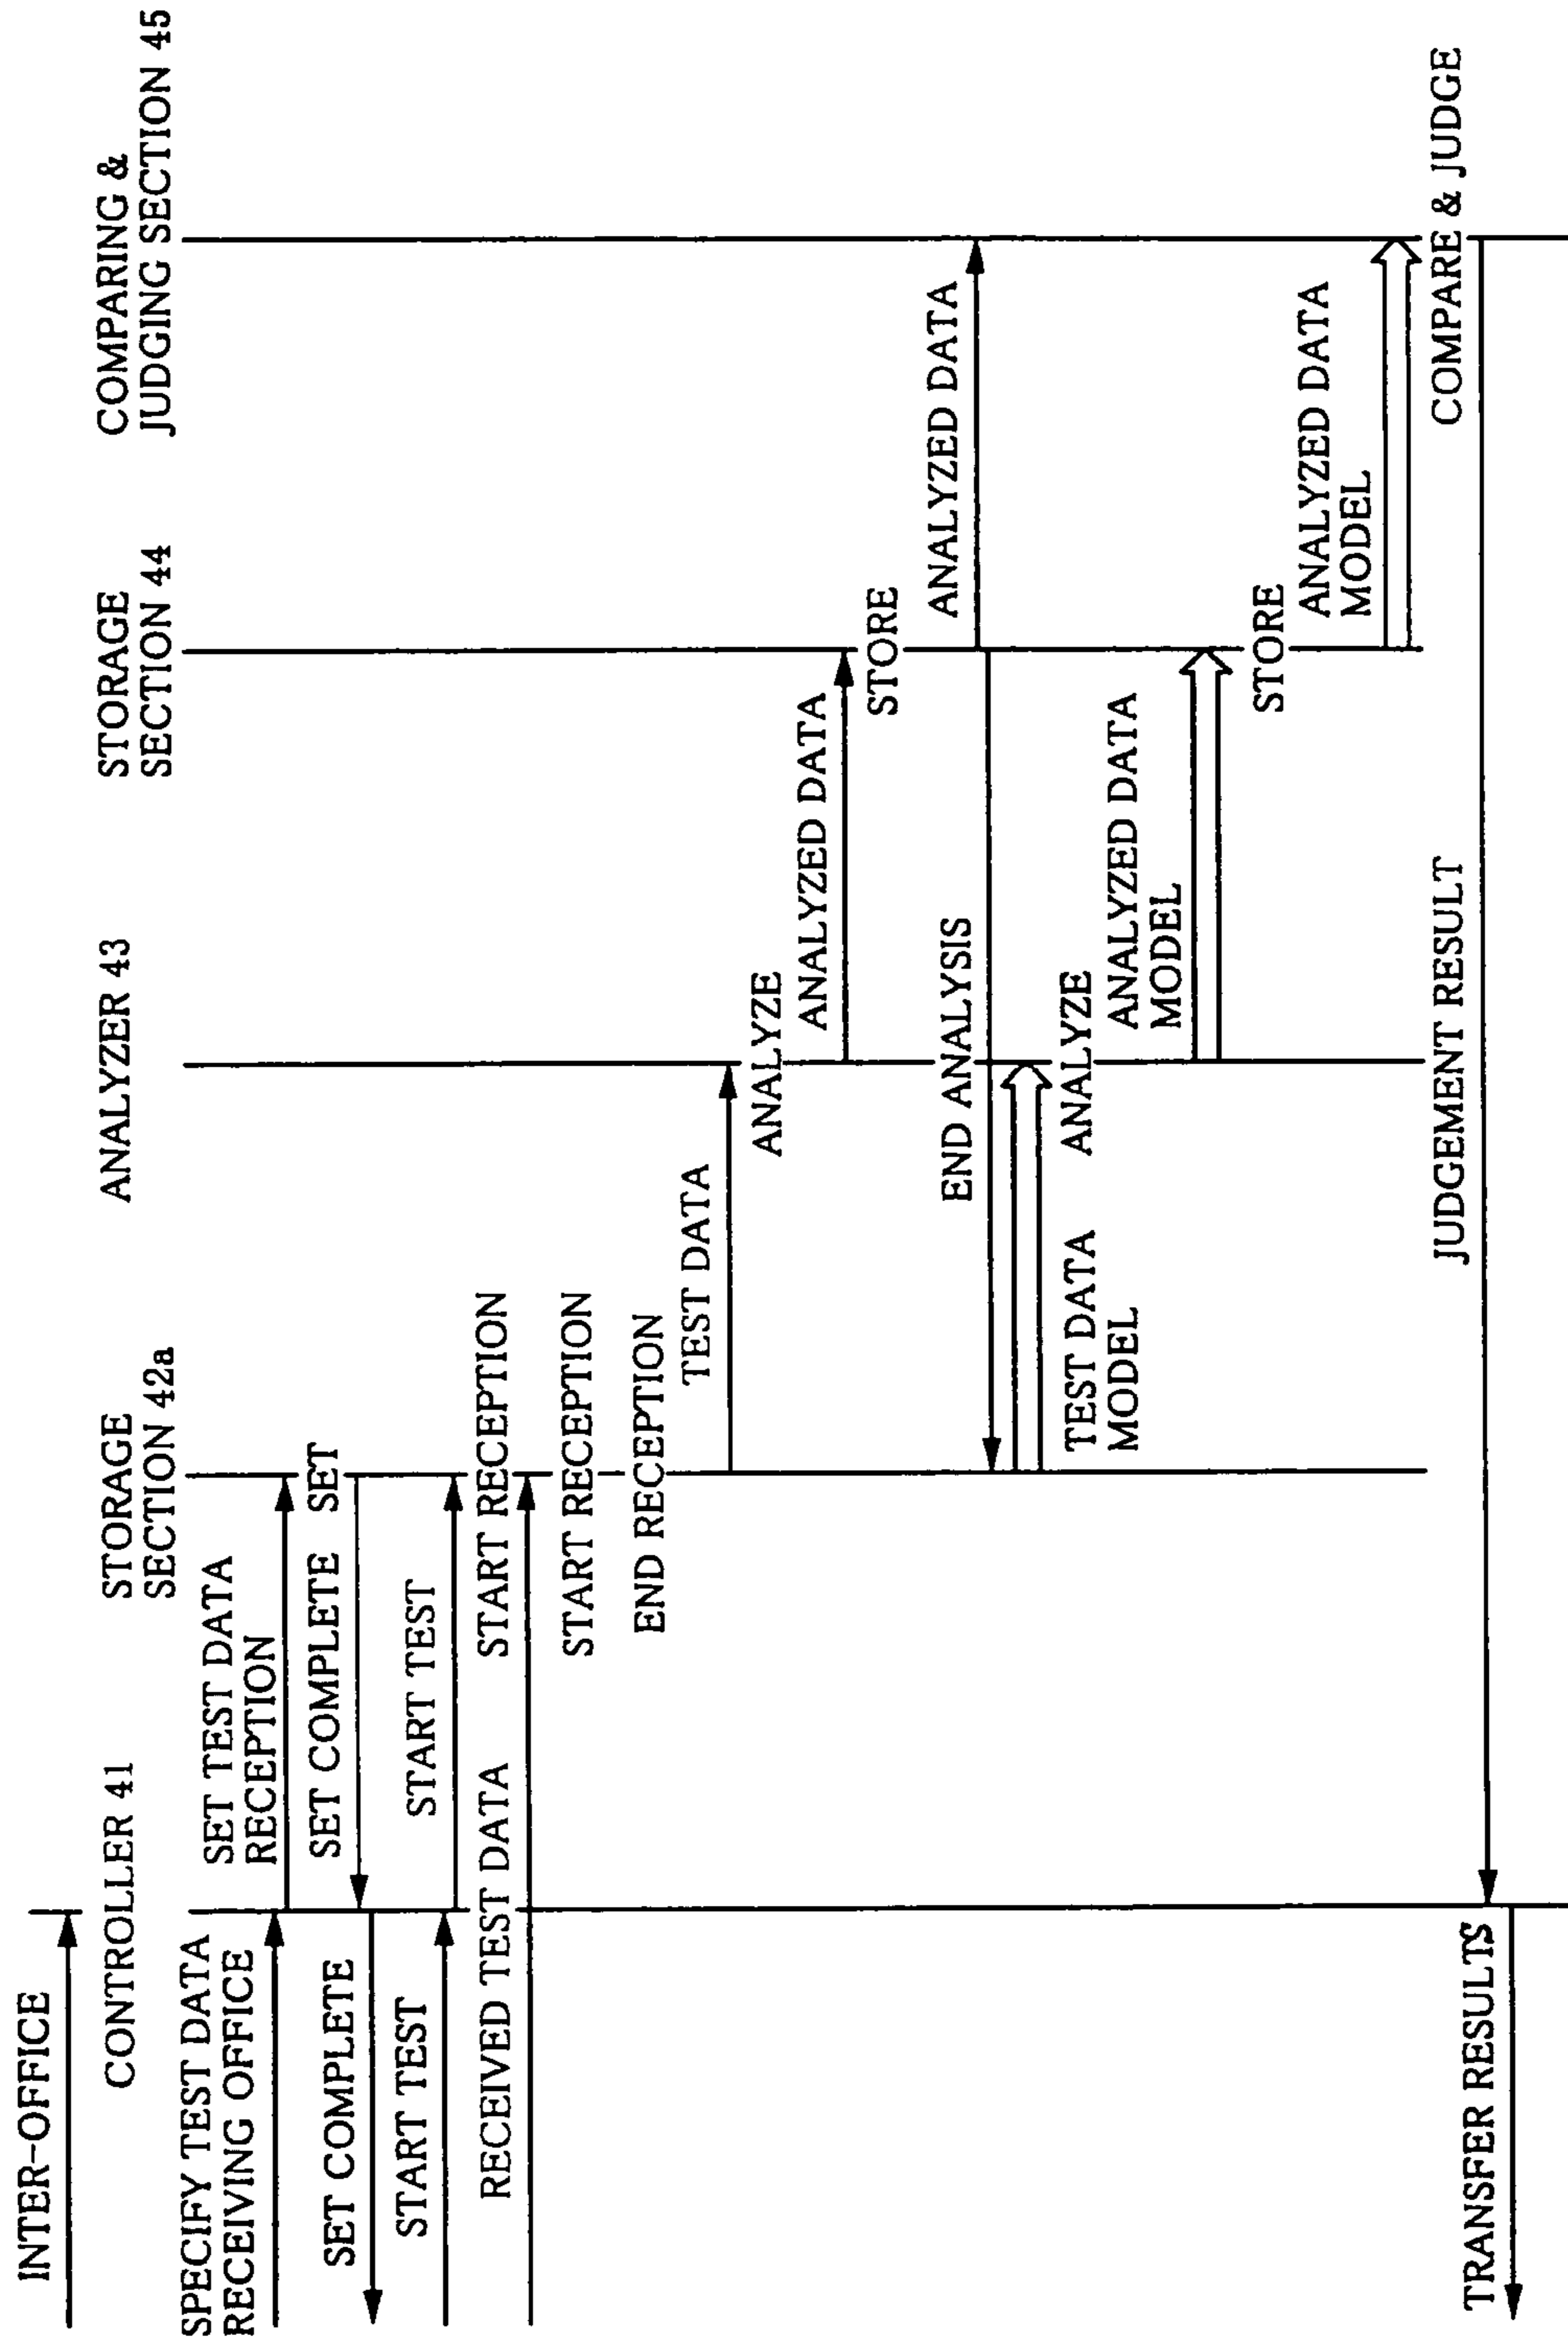 INTER-OFFICE
CONTROLLER 41
STORAGE
SECTION 42a
ANALYZER 43
STORAGE
SECTION 44
COMPARING &
JUDGING SECTION 45
SPECIFY TEST DATA
RECEIVING OFFICE
SET TEST DATA
RECEPTION
SET COMPLETE
SET COMPLETE
SET
START TEST
START TEST
RECEIVED TEST DATA
START RECEPTION
START RECEPTION
END RECEPTION
TEST DATA
ANALYZE
ANALYZED DATA
STORE
ANALYZED DATA
END ANALYSIS
TEST DATA
MODEL
ANALYZE
ANALYZED DATA
MODEL
STORE
ANALYZED DATA
MODEL
COMPARE & JUDGE
JUDGEMENT RESULT
TRANSFER RESULTS